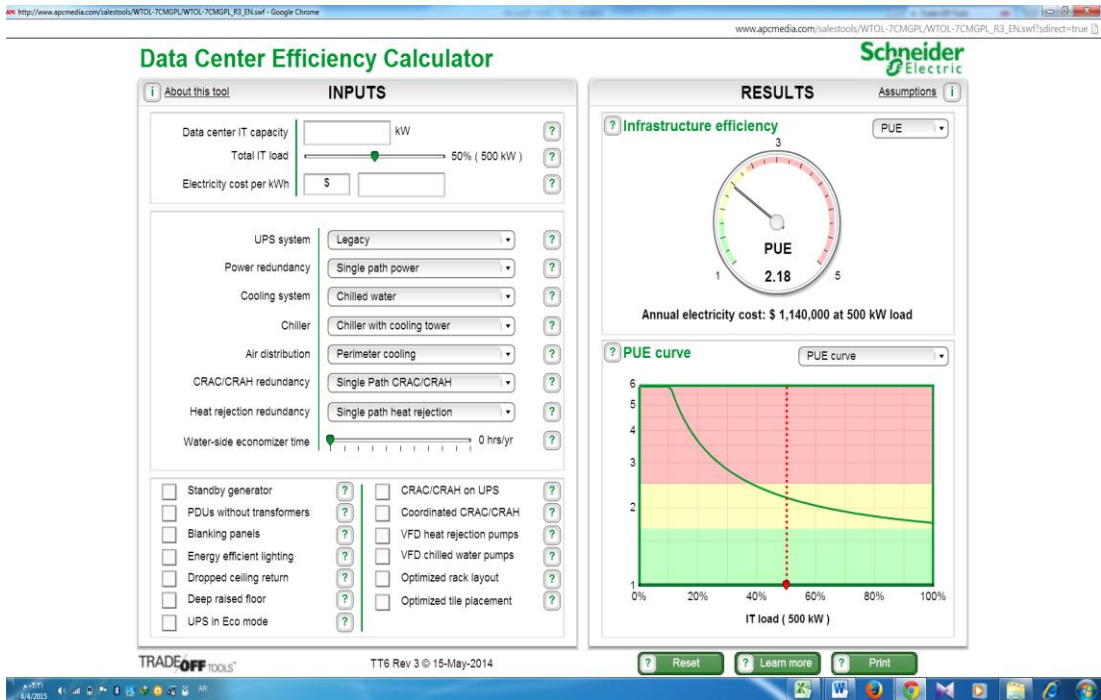 http://www.apcmedia.com/salestools/WTOL-7CMGPL/WTOL-7CMGPL_R3_EN.swf - Google Chrome
www.apcmedia.com/salestools/WTOL-7CMGPL/WTOL-7CMGPL_R3_EN.swf?sdirect=true
Data Center Efficiency Calculator
Schneider
Electric
i About this tool
INPUTS
Data center IT capacity kW ?
Total IT load 50% ( 500 kW ) ?
Electricity cost per kWh $ ?
UPS system Legacy ?
Power redundancy Single path power ?
Cooling system Chilled water ?
Chiller Chiller with cooling tower ?
Air distribution Perimeter cooling ?
CRAC/CRAH redundancy Single Path CRAC/CRAH ?
Heat rejection redundancy Single path heat rejection ?
Water-side economizer time 0 hrs/yr ?
Standby generator ? CRAC/CRAH on UPS ?
PDUs without transformers ? Coordinated CRAC/CRAH ?
Blanking panels ? VFD heat rejection pumps ?
Energy efficient lighting ? VFD chilled water pumps ?
Dropped ceiling return ? Optimized rack layout ?
Deep raised floor ? Optimized tile placement ?
UPS in Eco mode ?
RESULTS
Assumptions i
? Infrastructure efficiency PUE
3
PUE
1 2.18 5
Annual electricity cost: $ 1,140,000 at 500 kW load
? PUE curve PUE curve
6
5
4
3
2
1
0% 20% 40% 60% 80% 100%
IT load ( 500 kW )
TRADE OFF TOOLS™
TT6 Rev 3 © 15-May-2014
? Reset ? Learn more ? Print
4/4/2015
AR